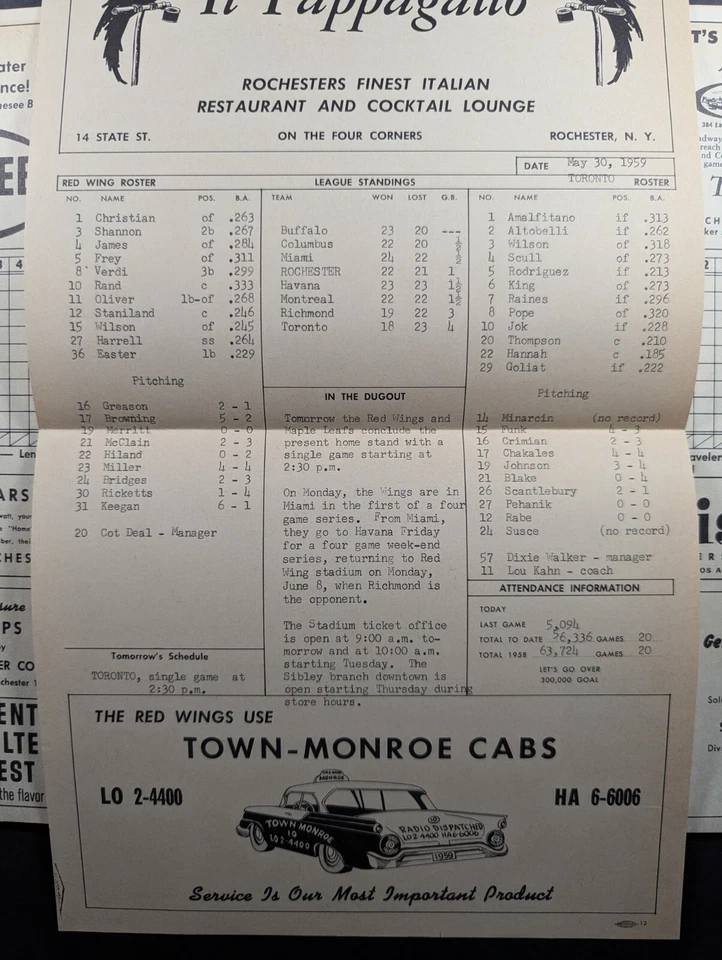 Il Pappagallo
ROCHESTERS FINEST ITALIAN
RESTAURANT AND COCKTAIL LOUNGE
14 STATE ST. ON THE FOUR CORNERS ROCHESTER, N. Y.
DATE May 30, 1959
RED WING ROSTER
NO. NAME POS. B.A.
1 Christian of .263
3 Shannon 2b .267
4 James of .284
5 Frey of .311
8 Verdi 3b .299
10 Rand c .333
11 Oliver 1b-of .268
12 Staniland c .246
15 Wilson of .245
27 Harrell ss .264
36 Easter 1b .229
Pitching
16 Greason 2 - 1
17 Browning 5 - 2
19 Merritt 0 - 0
21 McClain 2 - 3
22 Hiland 0 - 2
23 Miller 4 - 4
24 Bridges 2 - 3
30 Ricketts 1 - 4
31 Keegan 6 - 1
20 Cot Deal - Manager
Tomorrow's Schedule
TORONTO, single game at
2:30 p.m.
LEAGUE STANDINGS
TEAM WON LOST G.B.
Buffalo 23 20 ---
Columbus 22 20 ½
Miami 24 22 ½
ROCHESTER 22 21 1
Havana 23 23 1½
Montreal 22 22 1½
Richmond 19 22 3
Toronto 18 23 4
IN THE DUGOUT
Tomorrow the Red Wings and
Maple Leafs conclude the
present home stand with a
single game starting at
2:30 p.m.
On Monday, the Wings are in
Miami in the first of a four
game series. From Miami,
they go to Havana Friday
for a four game week-end
series, returning to Red
Wing stadium on Monday,
June 8, when Richmond is
the opponent.
The Stadium ticket office
is open at 9:00 a.m. to-
morrow and at 10:00 a.m.
starting Tuesday. The
Sibley branch downtown is
open starting Thursday during
store hours.
TORONTO ROSTER
NO. NAME POS. B.A.
1 Amalfitano if .313
2 Altobelli if .262
3 Wilson of .318
4 Scull of .273
5 Rodriguez if .213
6 King of .273
7 Raines if .296
8 Pope of .320
10 Jok if .228
20 Thompson c .210
22 Hannah c .185
29 Goliat if .222
Pitching
14 Minarcin (no record)
15 Funk 4 - 3
16 Crimian 2 - 3
17 Chakales 4 - 4
19 Johnson 3 - 4
21 Blake 0 - 4
26 Scantlebury 2 - 1
27 Pehanik 0 - 0
12 Rabe 0 - 0
24 Susce (no record)
57 Dixie Walker - manager
11 Lou Kahn - coach
ATTENDANCE INFORMATION
TODAY
LAST GAME 5,094
TOTAL TO DATE 56,336 GAMES 20
TOTAL 1958 63,724 GAMES 20
LET'S GO OVER
300,000 GOAL
THE RED WINGS USE
TOWN-MONROE CABS
LO 2-4400 HA 6-6006
TOWN MONROE
TOWN MONROE
10
LO 2-4400
RADIO DISPATCHED
LO 2-4400 HA 6-6006
1959
Service Is Our Most Important Product
12